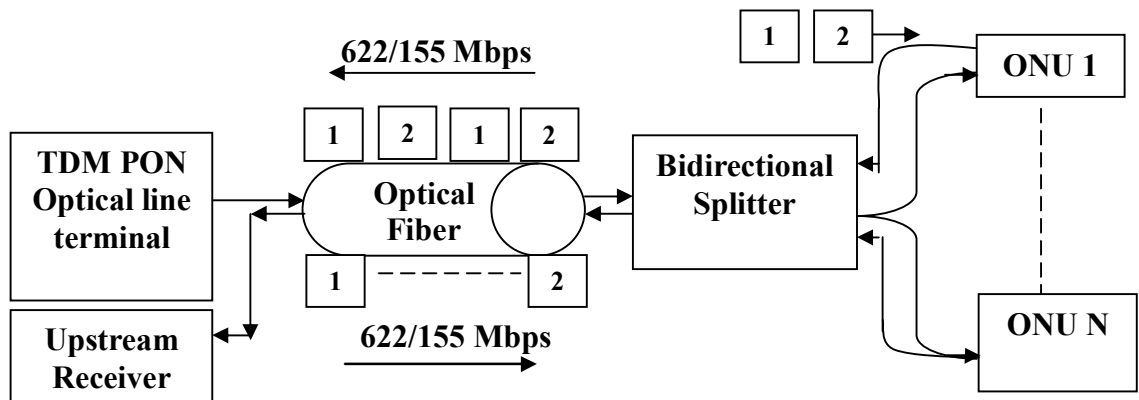 622/155 Mbps
1 2
ONU 1
1 2 1 2
TDM PON
Optical line
terminal
Optical
Fiber
Bidirectional
Splitter
1 2
622/155 Mbps
Upstream
Receiver
ONU N